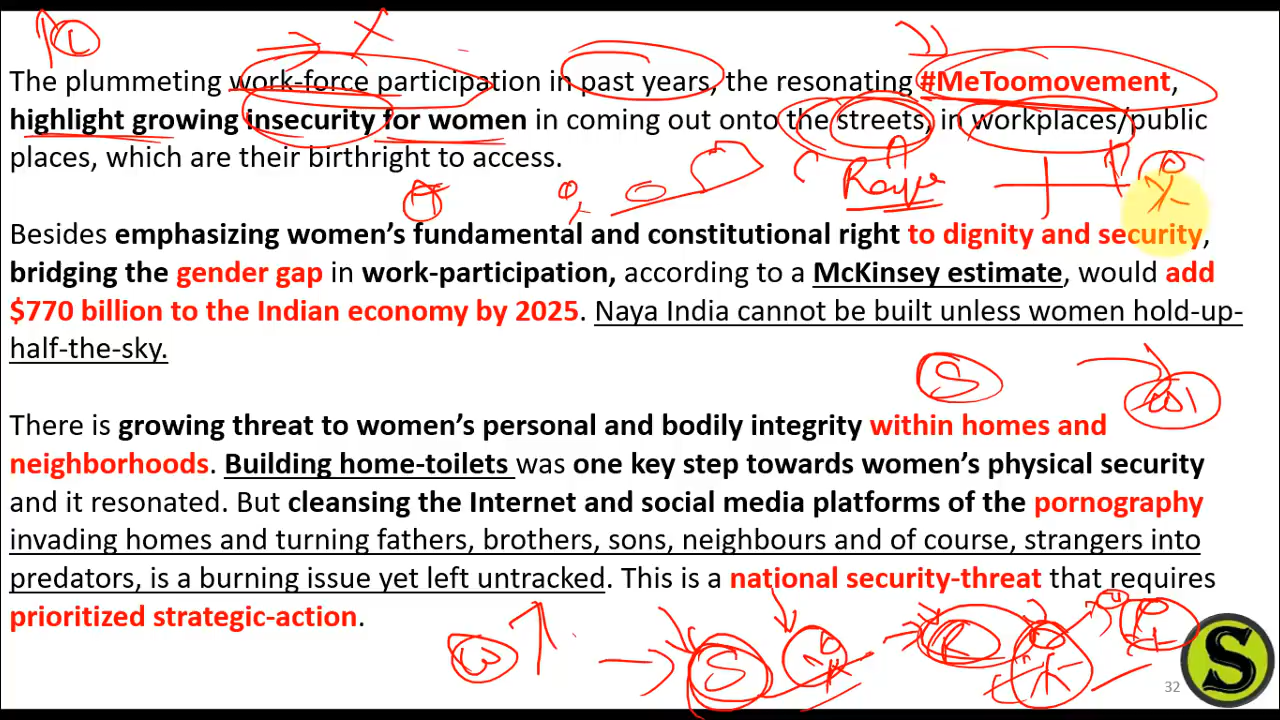 The plummeting work-force participation in past years, the resonating #MeToomovement,
highlight growing insecurity for women in coming out onto the streets, in workplaces/public
places, which are their birthright to access.
Rape
Besides emphasizing women's fundamental and constitutional right to dignity and security,
bridging the gender gap in work-participation, according to a McKinsey estimate, would add
$770 billion to the Indian economy by 2025. Naya India cannot be built unless women hold-up-
half-the-sky.
S
There is growing threat to women's personal and bodily integrity within homes and
neighborhoods. Building home-toilets was one key step towards women's physical security
and it resonated. But cleansing the Internet and social media platforms of the pornography
invading homes and turning fathers, brothers, sons, neighbours and of course, strangers into
predators, is a burning issue yet left untracked. This is a national security-threat that requires
prioritized strategic-action.
S
R
32
S